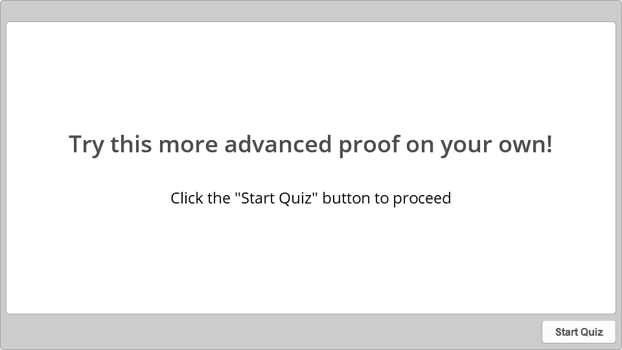 Try this more advanced proof on your own!
Click the "Start Quiz" button to proceed
Start Quiz